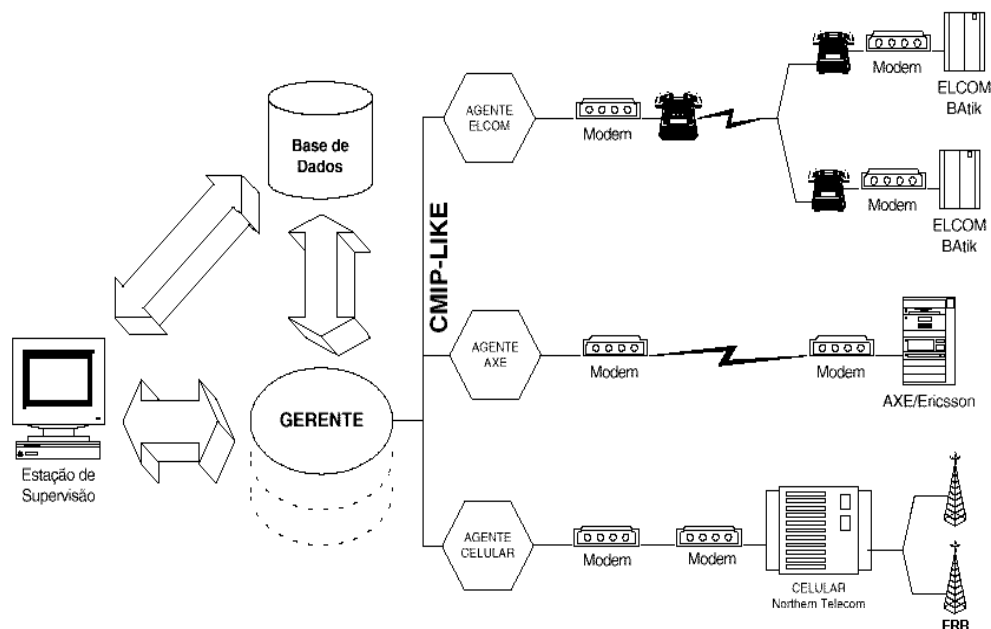 Base de
Dados
AGENTE
ELCOM
Modem
Modem
ELCOM
BAtik
Modem
ELCOM
BAtik
CMIP-LIKE
Estação de
Supervisão
GERENTE
AGENTE
AXE
Modem
Modem
AXE/Ericsson
AGENTE
CELULAR
Modem
Modem
CELULAR
Northern Telecom
ERB